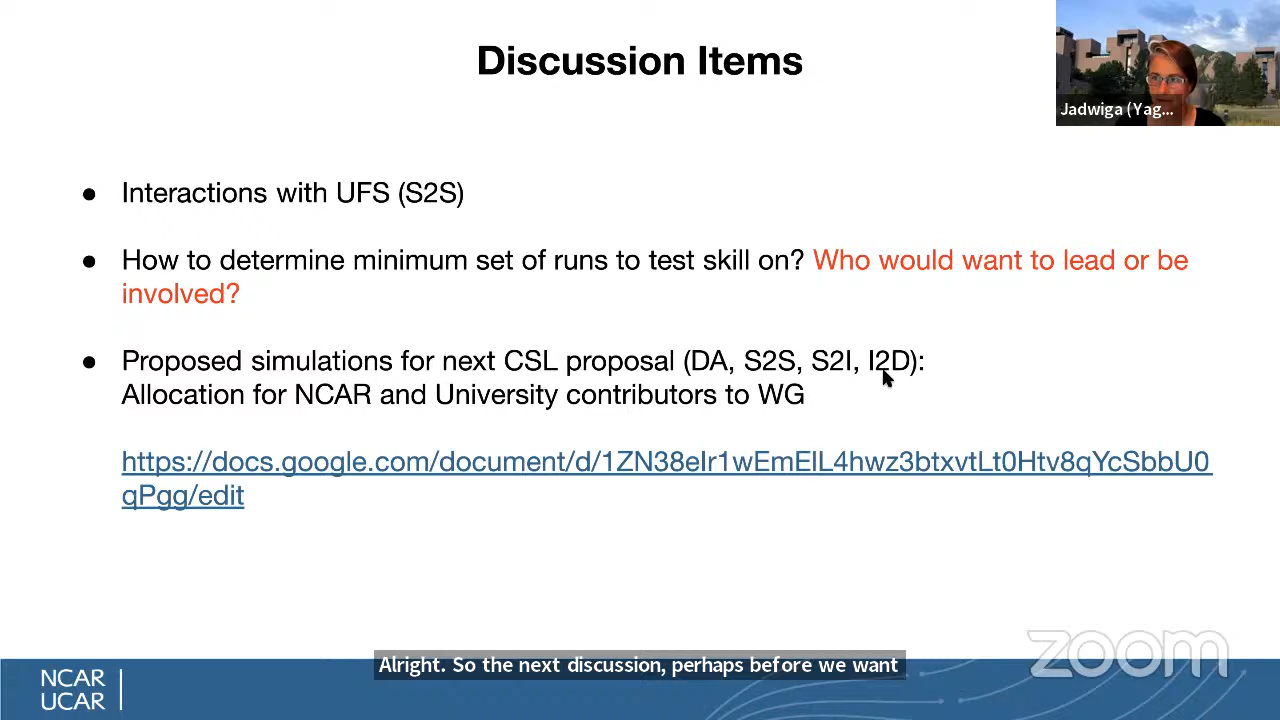 Discussion Items
Jadwiga (Yag...
● Interactions with UFS (S2S)
● How to determine minimum set of runs to test skill on? Who would want to lead or be
involved?
● Proposed simulations for next CSL proposal (DA, S2S, S2I, I2D):
Allocation for NCAR and University contributors to WG
https://docs.google.com/document/d/1ZN38eIr1wEmElL4hwz3btxvtLt0Htv8qYcSbbU0
qPgg/edit
zoom
Alright. So the next discussion, perhaps before we want
NCAR
UCAR